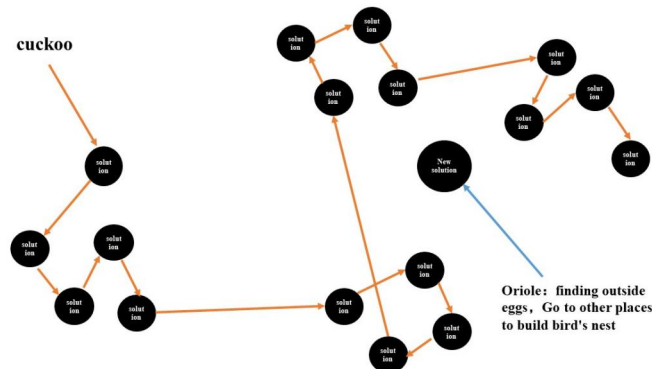 cuckoo
solut
ion
solut
ion
solut
ion
solut
ion
solut
ion
solut
ion
solut
ion
solut
ion
solut
ion
solut
ion
New
solution
solut
ion
solut
ion
solut
ion
solut
ion
solut
ion
solut
ion
solut
ion
Oriole: finding outside
eggs, Go to other places
to build bird's nest